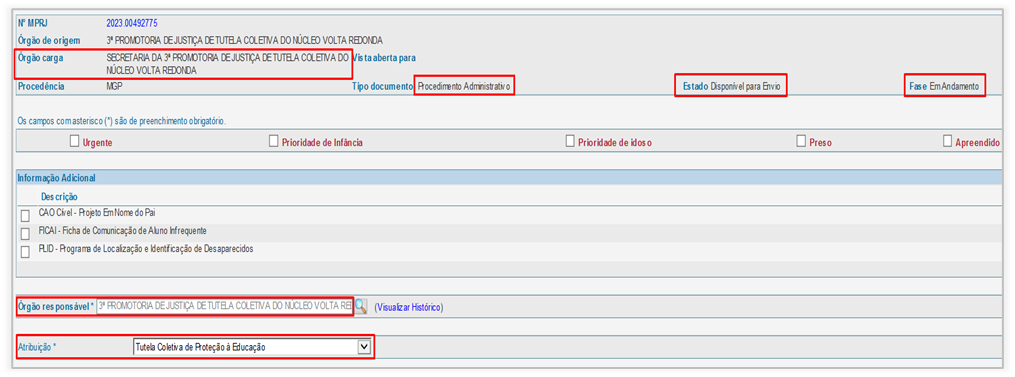 Nº MPRJ 2023.00492775
Órgão de origem 3ª PROMOTORIA DE JUSTIÇA DE TUTELA COLETIVA DO NÚCLEO VOLTA REDONDA
Órgão carga SECRETARIA DA 3ª PROMOTORIA DE JUSTIÇA DE TUTELA COLETIVA DO Vista aberta para
NÚCLEO VOLTA REDONDA
Procedência MGP Tipo documento Procedimento Administrativo Estado Disponível para Envio Fase Em Andamento
Os campos com asterisco (*) são de preenchimento obrigatório.
Urgente Prioridade de Infância Prioridade de idoso Preso Apreendido
Informação Adicional
Descrição
CAO Cível - Projeto Em Nome do Pai
FICAI - Ficha de Comunicação de Aluno Infrequente
PLID - Programa de Localização e Identificação de Desaparecidos
Órgão responsável * 3ª PROMOTORIA DE JUSTIÇA DE TUTELA COLETIVA DO NÚCLEO VOLTA RE (Visualizar Histórico)
Atribuição * Tutela Coletiva de Proteção à Educação